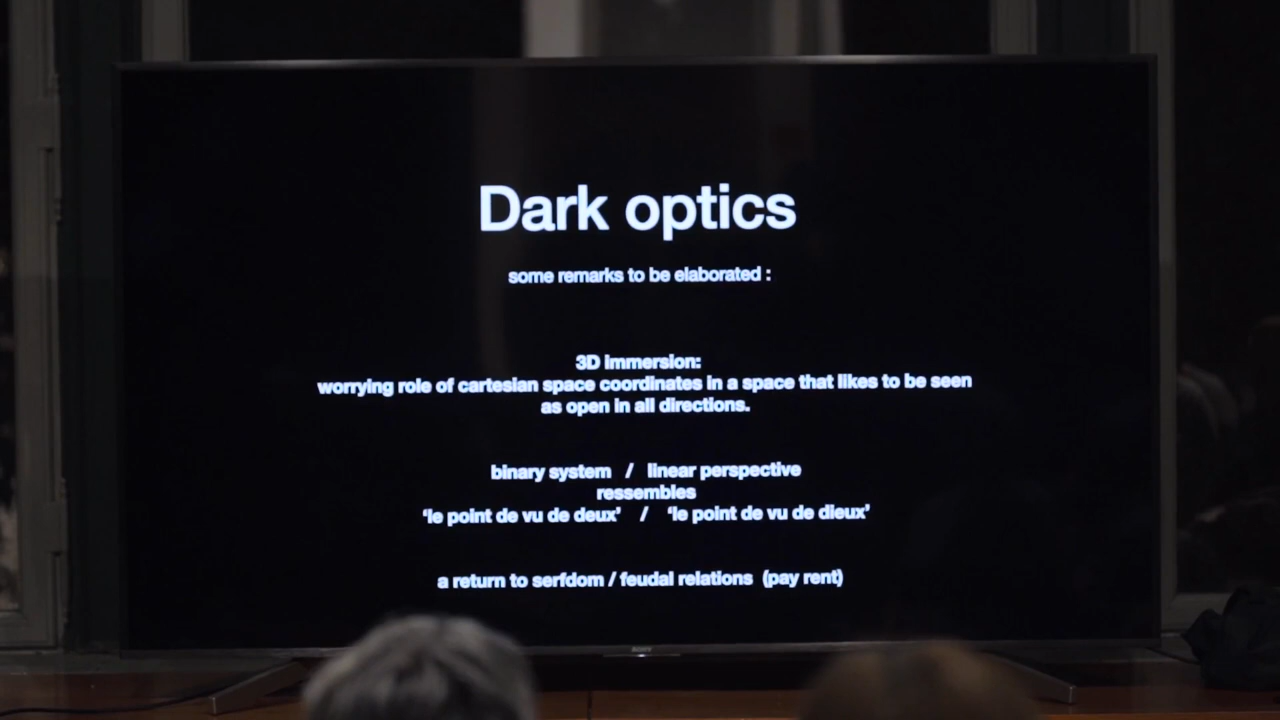 Dark optics
some remarks to be elaborated :
3D immersion:
worrying role of cartesian space coordinates in a space that likes to be seen
as open in all directions.
binary system / linear perspective
ressembles
‘le point de vu de deux’ / ‘le point de vu de dieux’
a return to serfdom / feudal relations (pay rent)
SONY